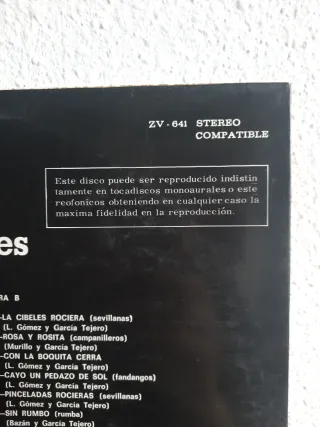 ZV - 641 STEREO
COMPATIBLE
Este disco puede ser reproducido indistin
tamente en tocadiscos monoaurales o este
reofonicos obteniendo en cualquier caso la
maxima fidelidad en la reproducción.
es
RA B
-LA CIBELES ROCIERA (sevillanas)
(L. Gómez y García Tejero)
-ROSA Y ROSITA (campanilleros)
(Murillo y García Tejero)
-CON LA BOQUITA CERRA
(L. Gómez y García Tejero)
-CAYO UN PEDAZO DE SOL (fandangos)
(L. Gómez y García Tejero)
-PINCELADAS ROCIERAS (sevillanas)
(L. Gómez y García Tejero)
-SIN RUMBO (rumba)
(Bazán y García Tejero)